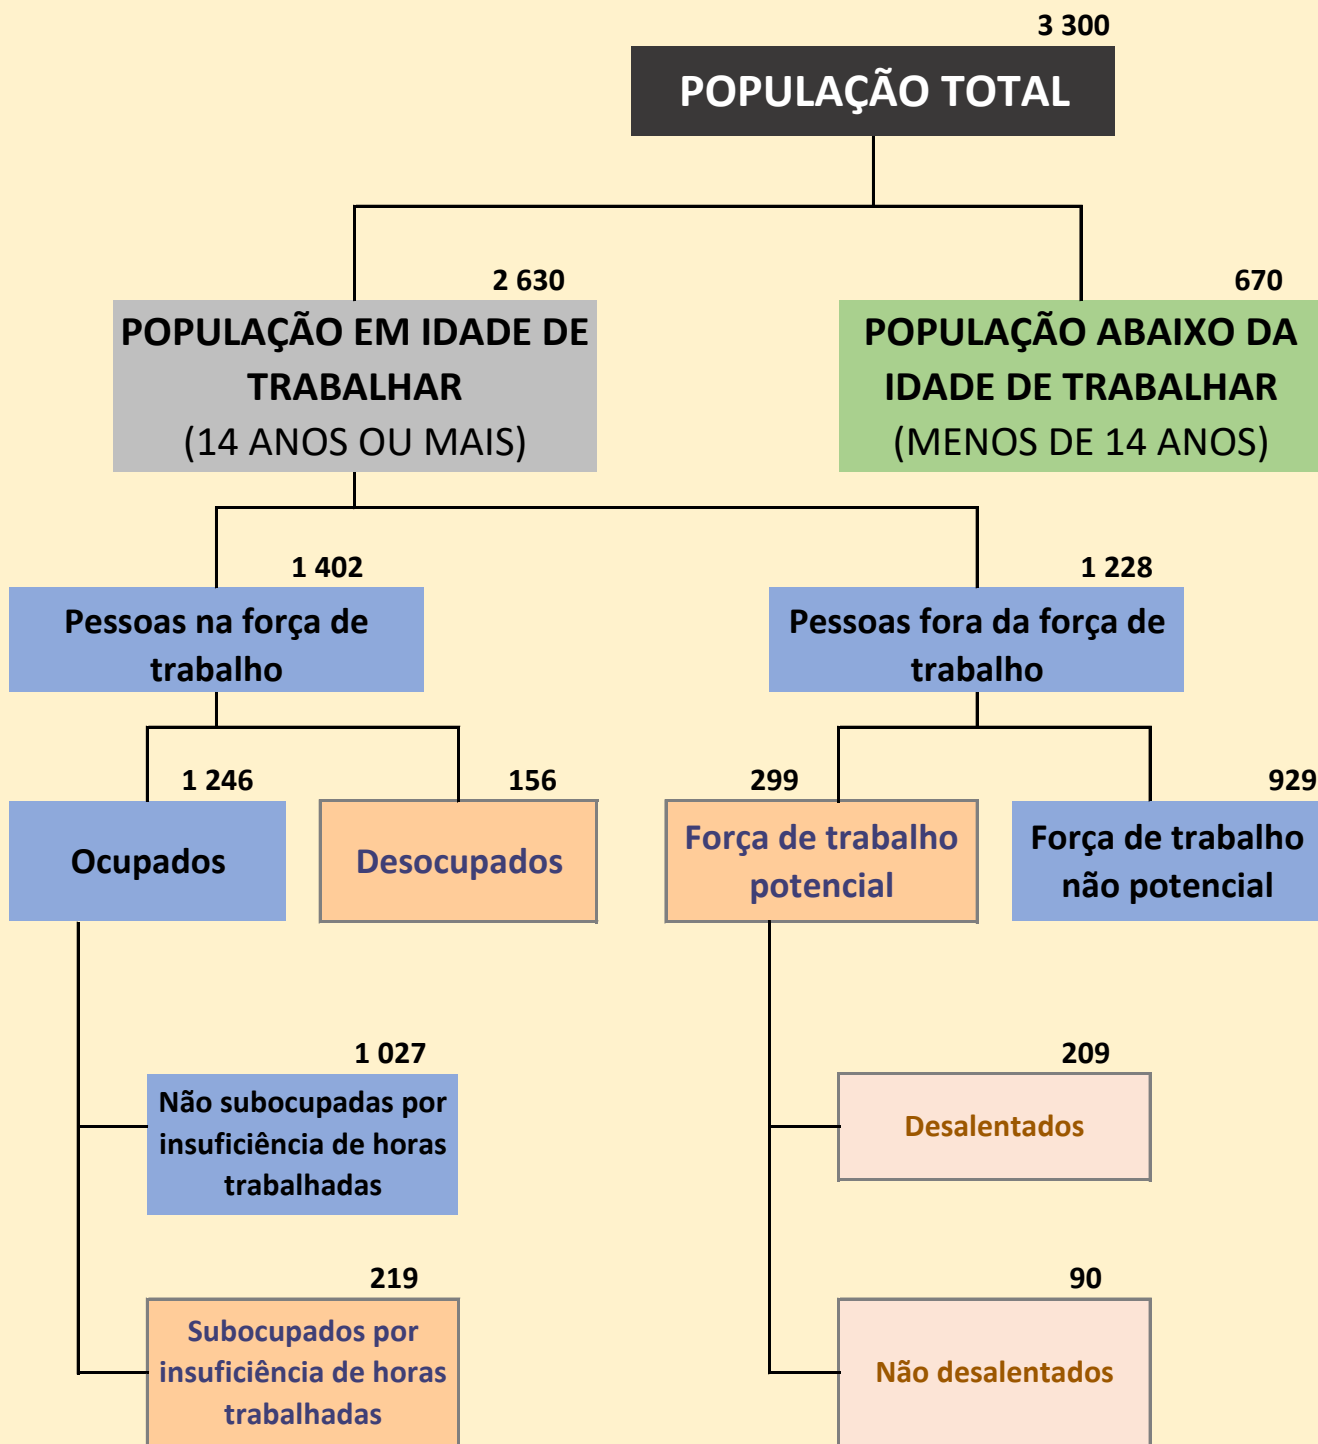 3 300
POPULAÇÃO TOTAL
2 630
POPULAÇÃO EM IDADE DE
TRABALHAR
(14 ANOS OU MAIS)
670
POPULAÇÃO ABAIXO DA
IDADE DE TRABALHAR
(MENOS DE 14 ANOS)
1 402
Pessoas na força de
trabalho
1 228
Pessoas fora da força de
trabalho
1 246
Ocupados
156
Desocupados
299
Força de trabalho
potencial
929
Força de trabalho
não potencial
1 027
Não subocupadas por
insuficiência de horas
trabalhadas
209
Desalentados
219
Subocupados por
insuficiência de horas
trabalhadas
90
Não desalentados